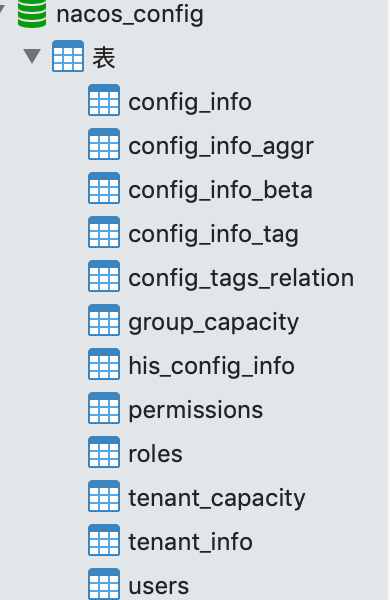 nacos_config
表
config_info
config_info_aggr
config_info_beta
config_info_tag
config_tags_relation
group_capacity
his_config_info
permissions
roles
tenant_capacity
tenant_info
users